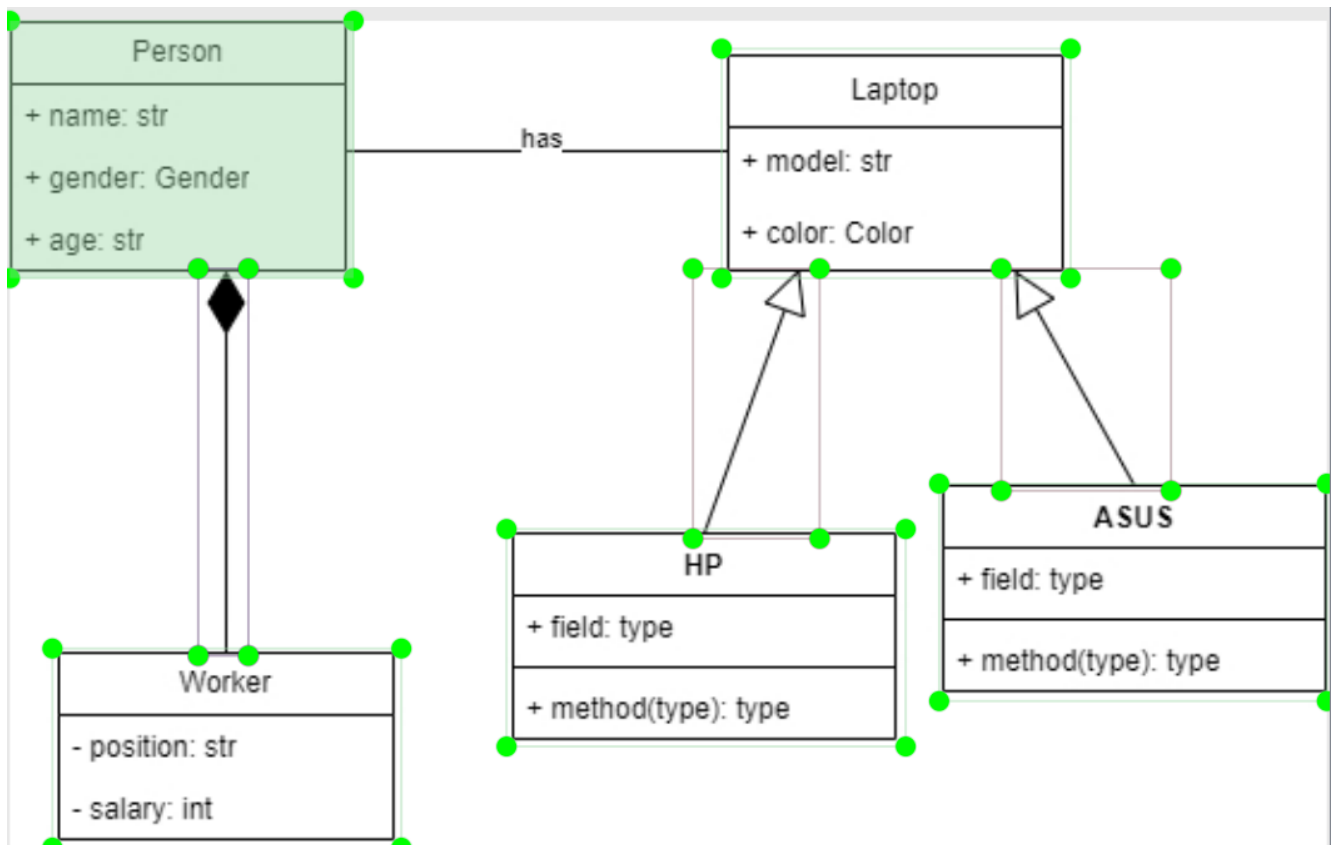 Person
+ name: str
+ gender: Gender
+ age: str
has
Laptop
+ model: str
+ color: Color
Worker
- position: str
- salary: int
HP
+ field: type
+ method(type): type
ASUS
+ field: type
+ method(type): type